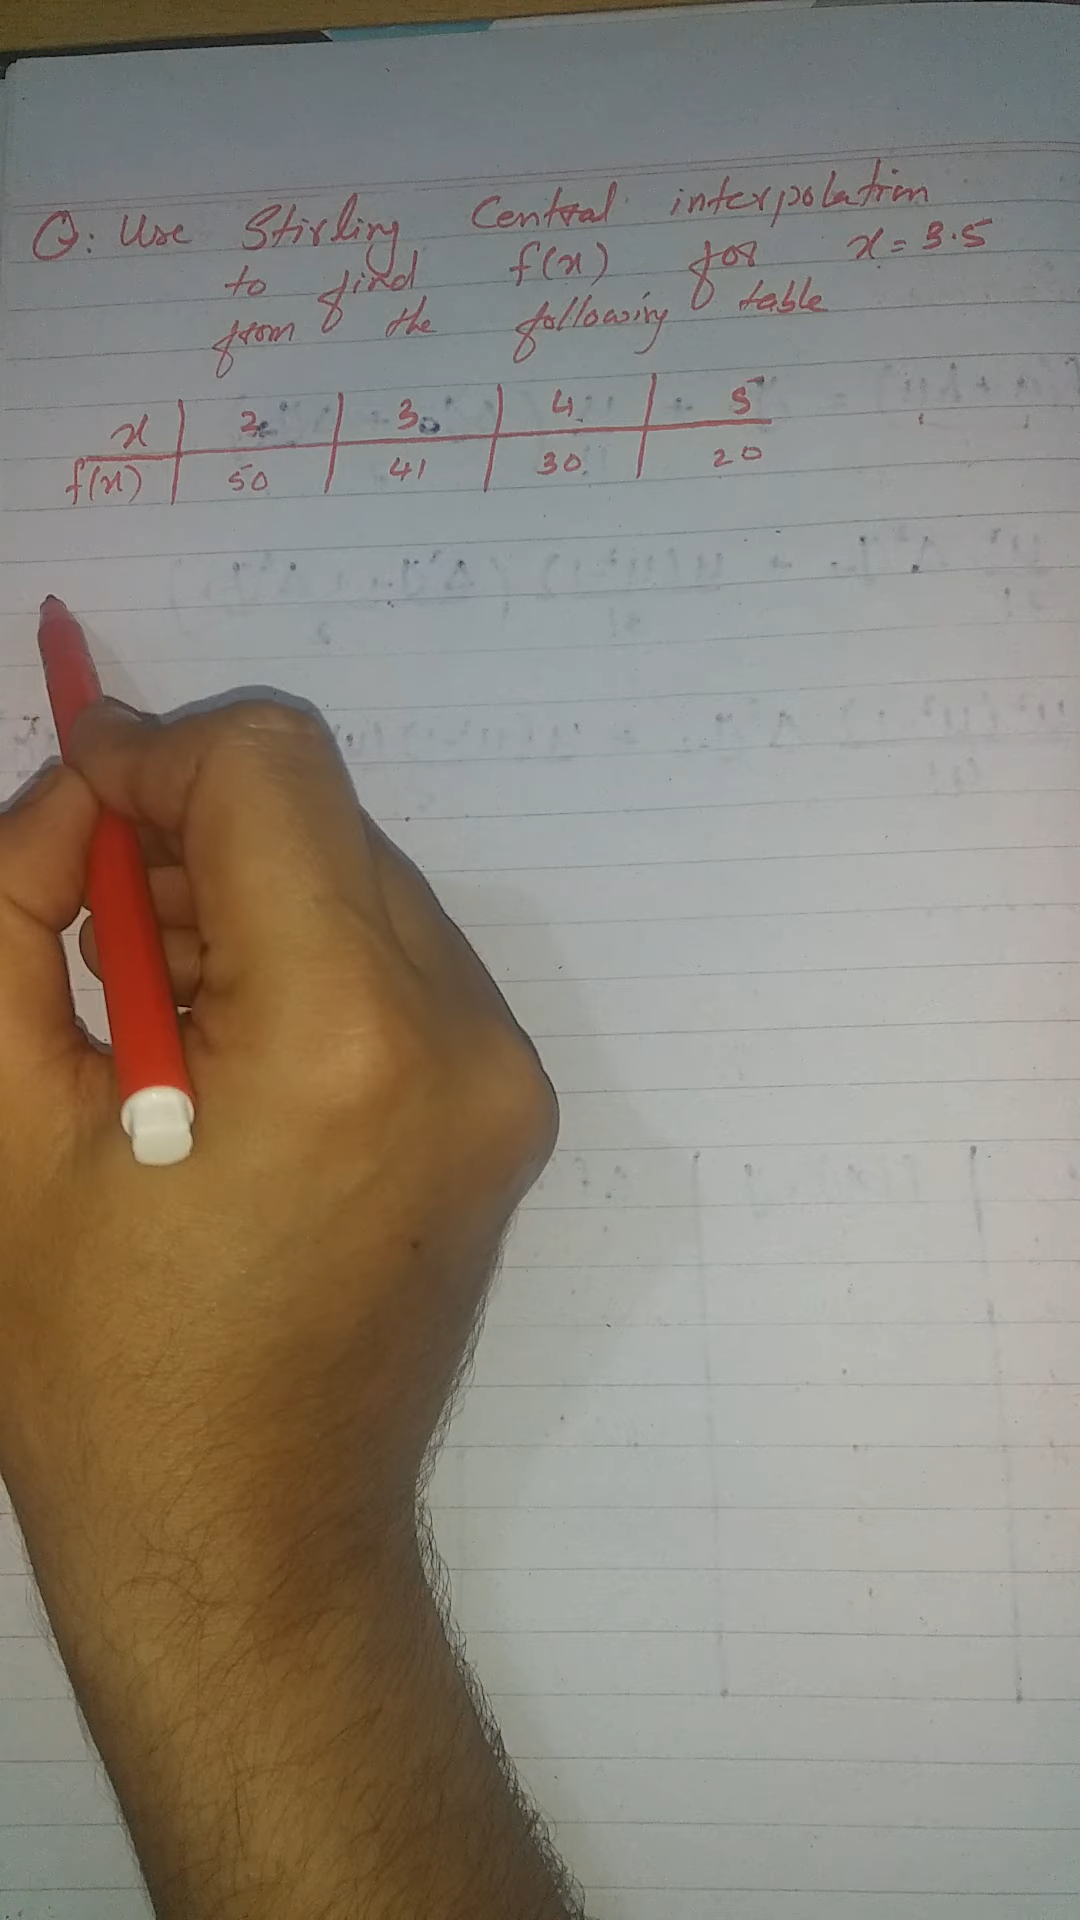 Q: Use Stirling Central interpolation
to find f(x) for x = 3.5
from the following table
x | 2 | 3 | 4 | 5
f(x) | 50 | 41 | 30 | 20